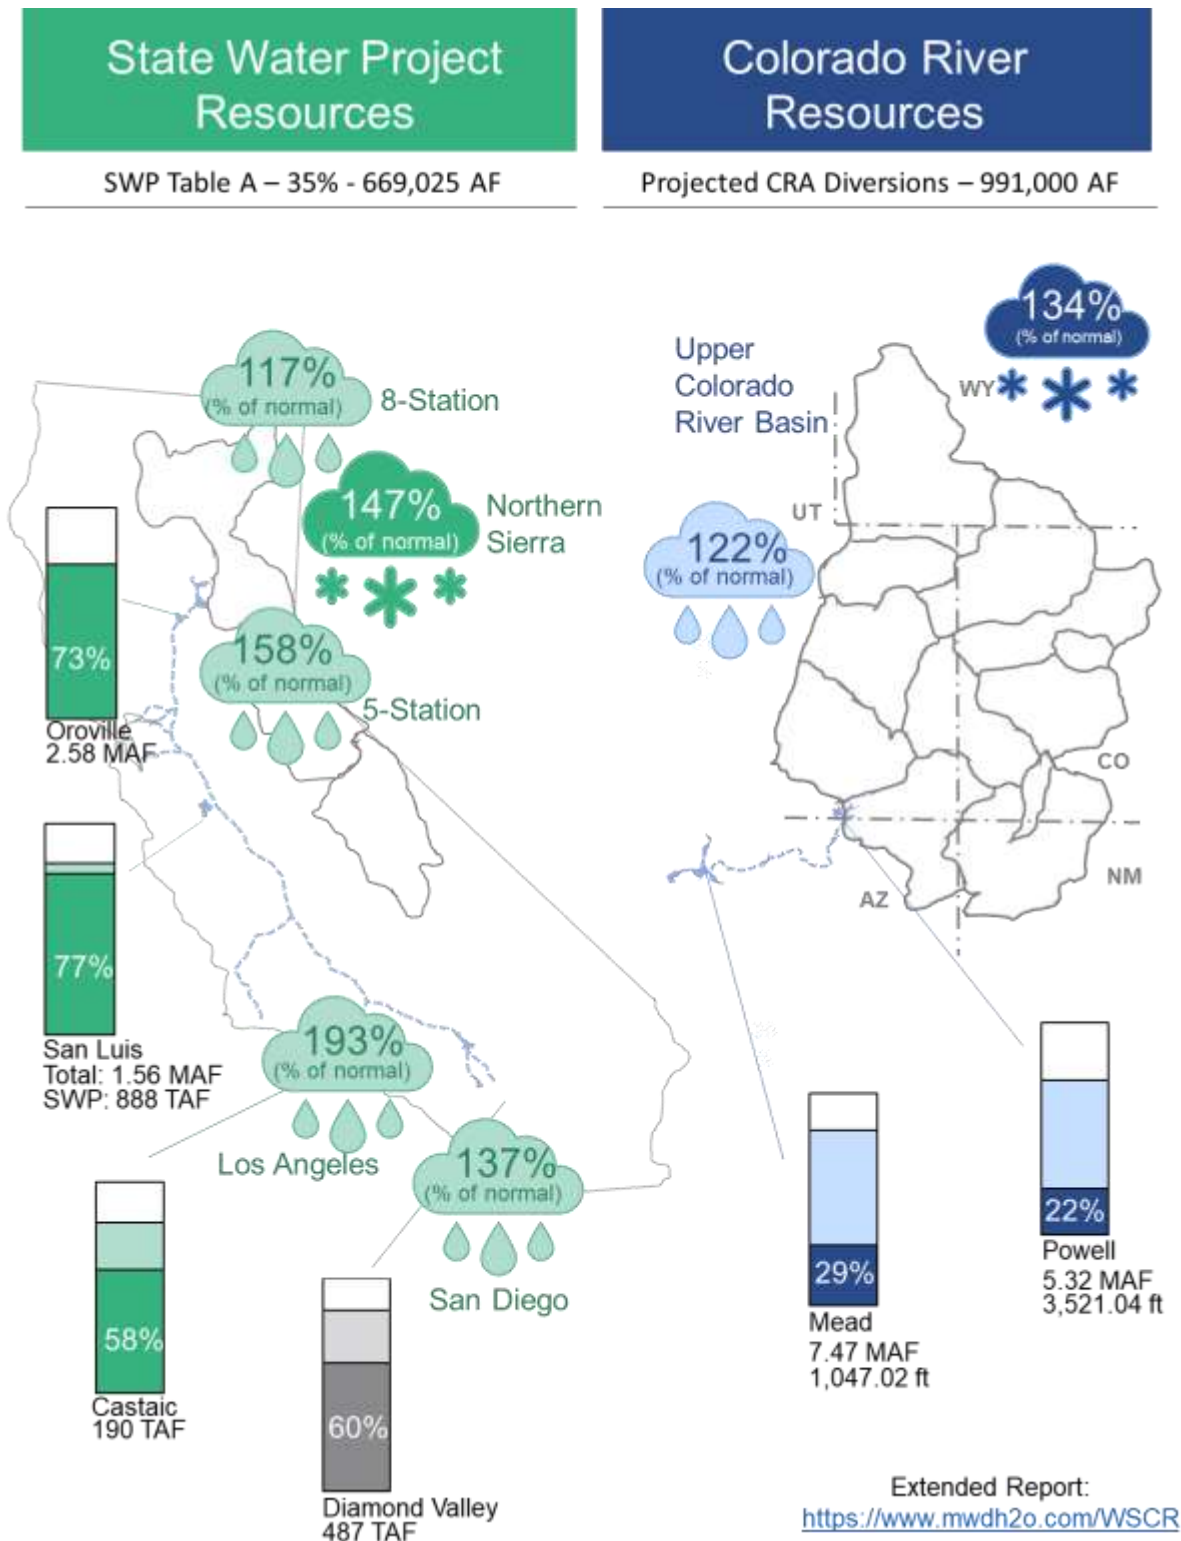 State Water Project
Resources
SWP Table A – 35% - 669,025 AF
117%
(% of normal)
8-Station
147%
(% of normal)
Northern
Sierra
73%
Oroville
2.58 MAF
158%
(% of normal)
5-Station
77%
San Luis
Total: 1.56 MAF
SWP: 888 TAF
193%
(% of normal)
Los Angeles
137%
(% of normal)
San Diego
58%
Castaic
190 TAF
60%
Diamond Valley
487 TAF
Colorado River
Resources
Projected CRA Diversions – 991,000 AF
134%
(% of normal)
Upper
Colorado
River Basin
WY
UT
122%
(% of normal)
CO
NM
AZ
22%
Powell
5.32 MAF
3,521.04 ft
29%
Mead
7.47 MAF
1,047.02 ft
Extended Report:
https://www.mwdh2o.com/WSCR